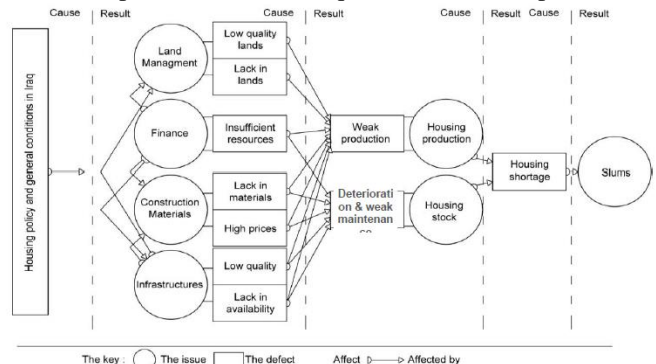 Cause
Result
Cause
Result
Cause
Result
Housing policy and general conditions in Iraq
Land
Managment
Low quality
lands
Lack in
lands
Finance
Insufficient
resources
Construction
Materials
Lack in
materials
High prices
Infrastructures
Low quality
Lack in
availability
Weak
production
Deteriorati
on & weak
maintenan
Housing
production
Housing
stock
Housing
shortage
Slums
The key :
The issue
The defect
Affect
Affected by